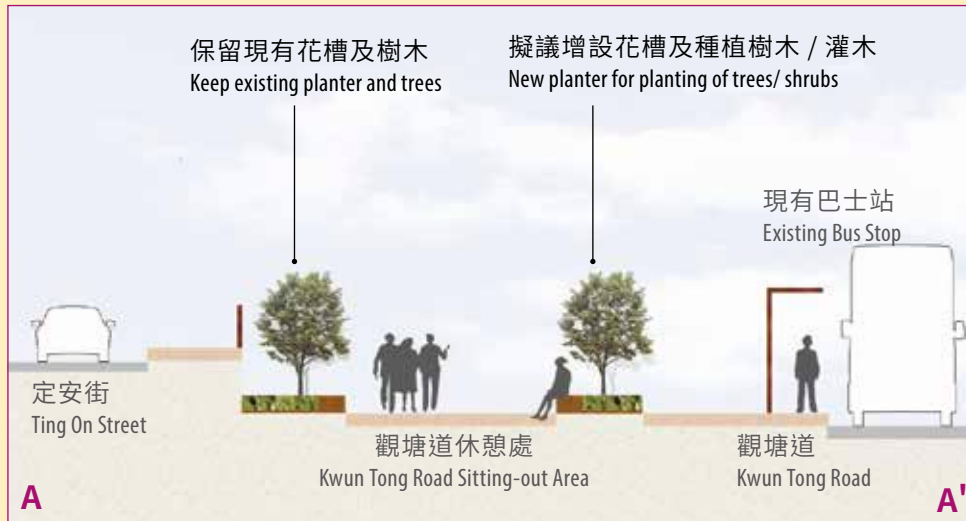 保留現有花槽及樹木
Keep existing planter and trees
擬議增設花槽及種植樹木 / 灌木
New planter for planting of trees/ shrubs
現有巴士站
Existing Bus Stop
定安街
Ting On Street
觀塘道休憩處
Kwun Tong Road Sitting-out Area
觀塘道
Kwun Tong Road
A
A'